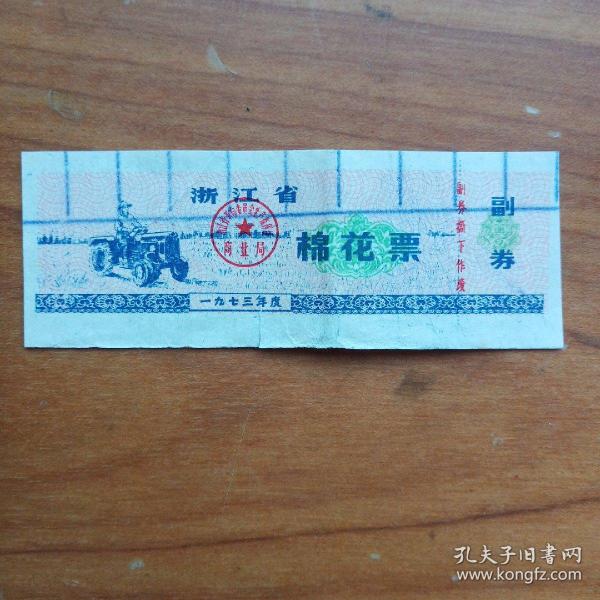 浙江省
商业局
棉花票
副券撕下作废
副券
一九七三年度
孔夫子旧书网
www.kongfz.com